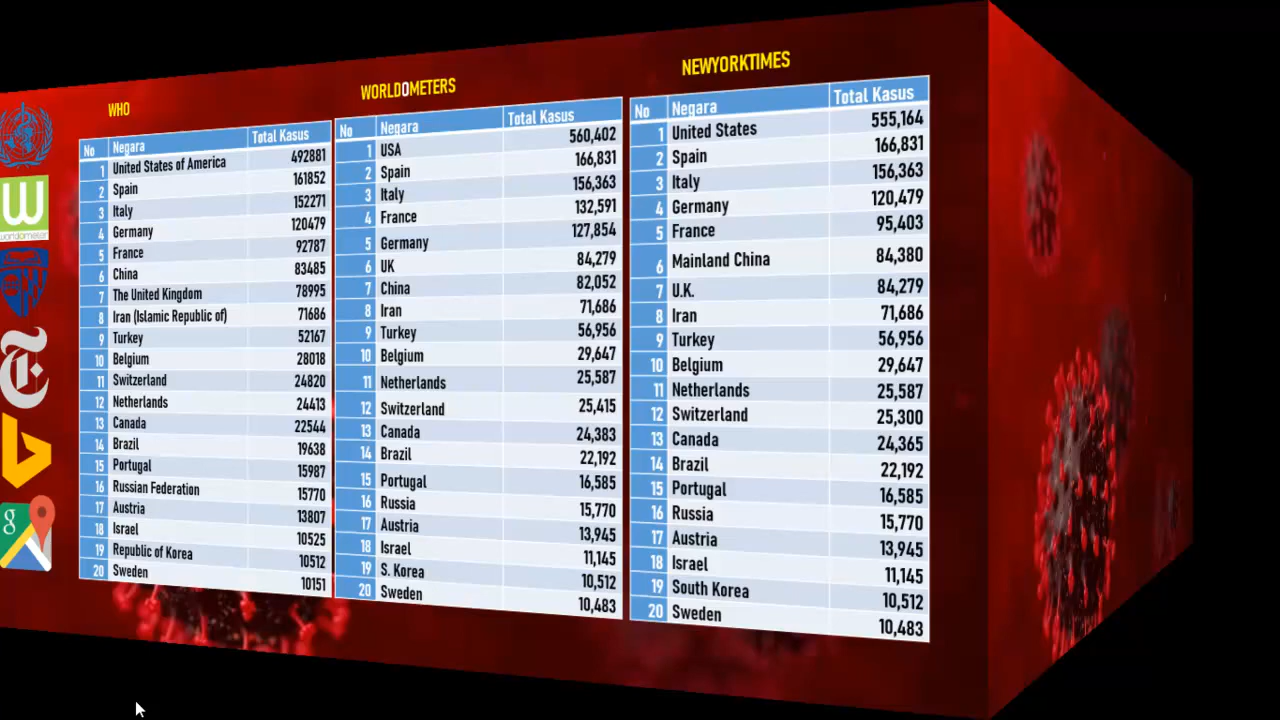 WHO
No Negara Total Kasus
1 United States of America 492881
2 Spain 161852
3 Italy 152271
4 Germany 120479
5 France 92787
6 China 83485
7 The United Kingdom 78995
8 Iran (Islamic Republic of) 71686
9 Turkey 52167
10 Belgium 28018
11 Switzerland 24820
12 Netherlands 24413
13 Canada 22544
14 Brazil 19638
15 Portugal 15987
16 Russian Federation 15770
17 Austria 13807
18 Israel 10525
19 Republic of Korea 10512
20 Sweden 10151
WORLDOMETERS
No Negara Total Kasus
1 USA 560,402
2 Spain 166,831
3 Italy 156,363
4 France 132,591
5 Germany 127,854
6 UK 84,279
7 China 82,052
8 Iran 71,686
9 Turkey 56,956
10 Belgium 29,647
11 Netherlands 25,587
12 Switzerland 25,415
13 Canada 24,383
14 Brazil 22,192
15 Portugal 16,585
16 Russia 15,770
17 Austria 13,945
18 Israel 11,145
19 S. Korea 10,512
20 Sweden 10,483
NEWYORKTIMES
No Negara Total Kasus
1 United States 555,164
2 Spain 166,831
3 Italy 156,363
4 Germany 120,479
5 France 95,403
6 Mainland China 84,380
7 U.K. 84,279
8 Iran 71,686
9 Turkey 56,956
10 Belgium 29,647
11 Netherlands 25,587
12 Switzerland 25,300
13 Canada 24,365
14 Brazil 22,192
15 Portugal 16,585
16 Russia 15,770
17 Austria 13,945
18 Israel 11,145
19 South Korea 10,512
20 Sweden 10,483
W
worldometer
T
g